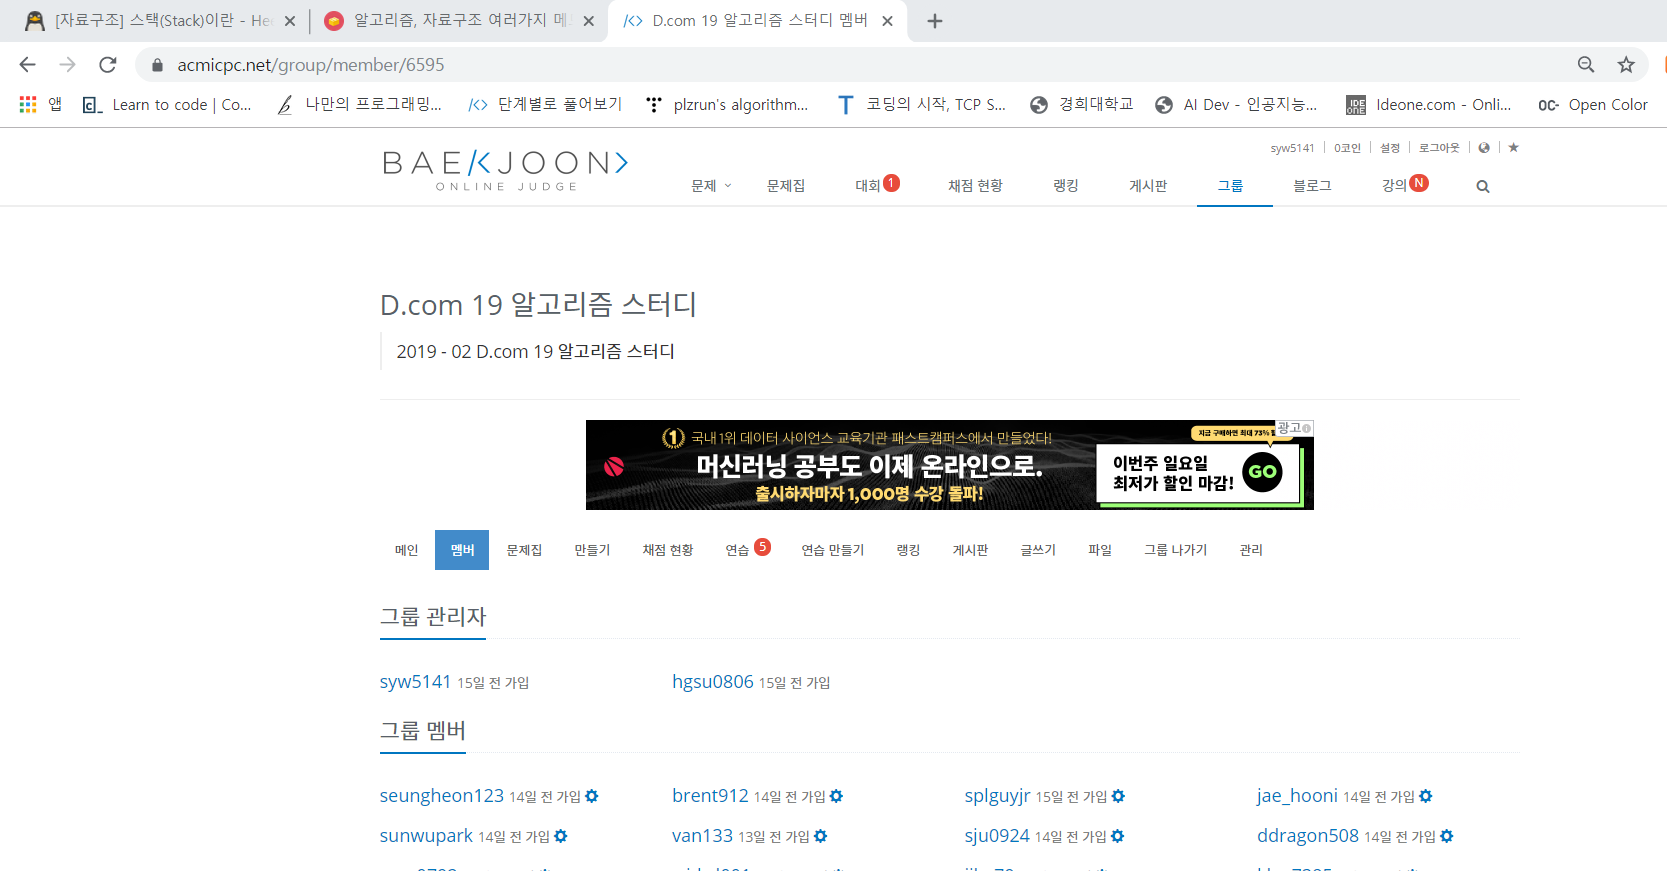 [자료구조] 스택(Stack)이란 - He
알고리즘, 자료구조 여러가지 메
D.com 19 알고리즘 스터디 멤버
acmicpc.net/group/member/6595
앱
Learn to code | Co...
나만의 프로그래밍...
단계별로 풀어보기
plzrun's algorithm...
코딩의 시작, TCP S...
경희대학교
AI Dev - 인공지능...
Ideone.com - Onli...
OC- Open Color
syw5141 0코인 설정 로그아웃
BAEKJOON
ONLINE JUDGE
문제 문제집 대회 1 채점 현황 랭킹 게시판 그룹 블로그 강의 N
D.com 19 알고리즘 스터디
2019 - 02 D.com 19 알고리즘 스터디
1 국내 1위 데이터 사이언스 교육기관 패스트캠퍼스에서 만들었다!
머신러닝 공부도 이제 온라인으로.
출시하자마자 1,000명 수강 돌파!
지금 구매하면 최대 73%
광고
이번주 일요일
최저가 할인 마감!
GO
메인 멤버 문제집 만들기 채점 현황 연습 5 연습 만들기 랭킹 게시판 글쓰기 파일 그룹 나가기 관리
그룹 관리자
syw5141 15일 전 가입 hgsu0806 15일 전 가입
그룹 멤버
seungheon123 14일 전 가입 brent912 14일 전 가입 splguyjr 15일 전 가입 jae_hooni 14일 전 가입
sunwupark 14일 전 가입 van133 13일 전 가입 sju0924 14일 전 가입 ddragon508 14일 전 가입